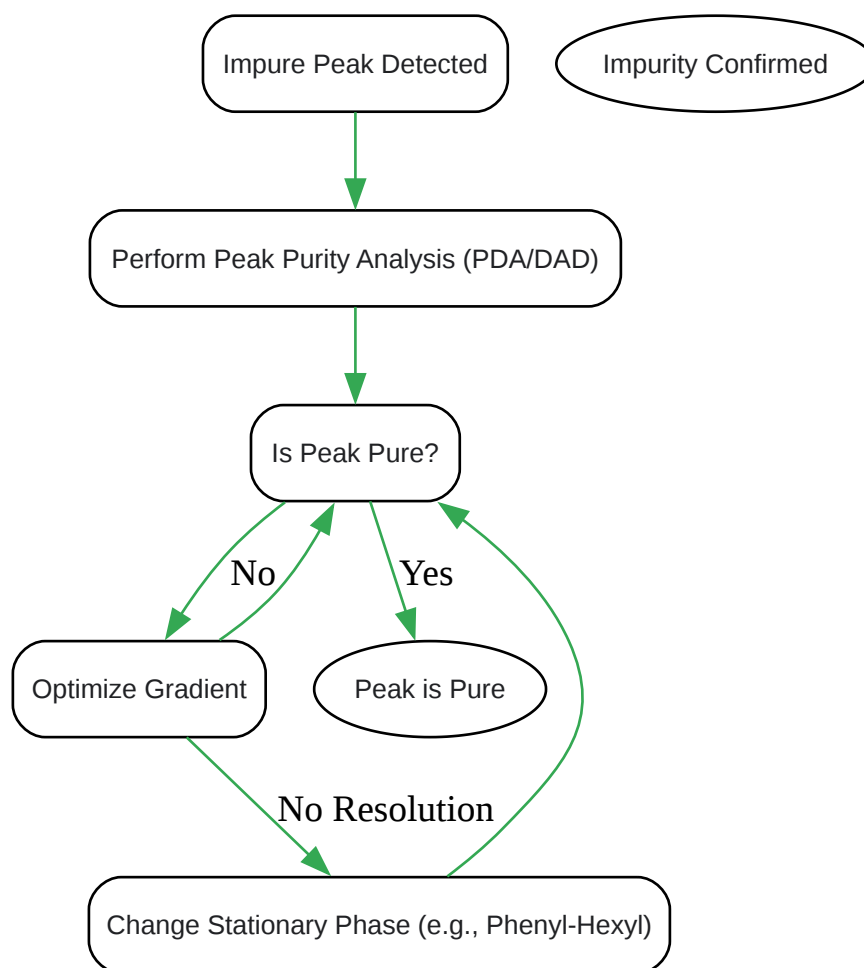 Impure Peak Detected
Impurity Confirmed
Perform Peak Purity Analysis (PDA/DAD)
Is Peak Pure?
No
Yes
Optimize Gradient
Peak is Pure
No Resolution
Change Stationary Phase (e.g., Phenyl-Hexyl)